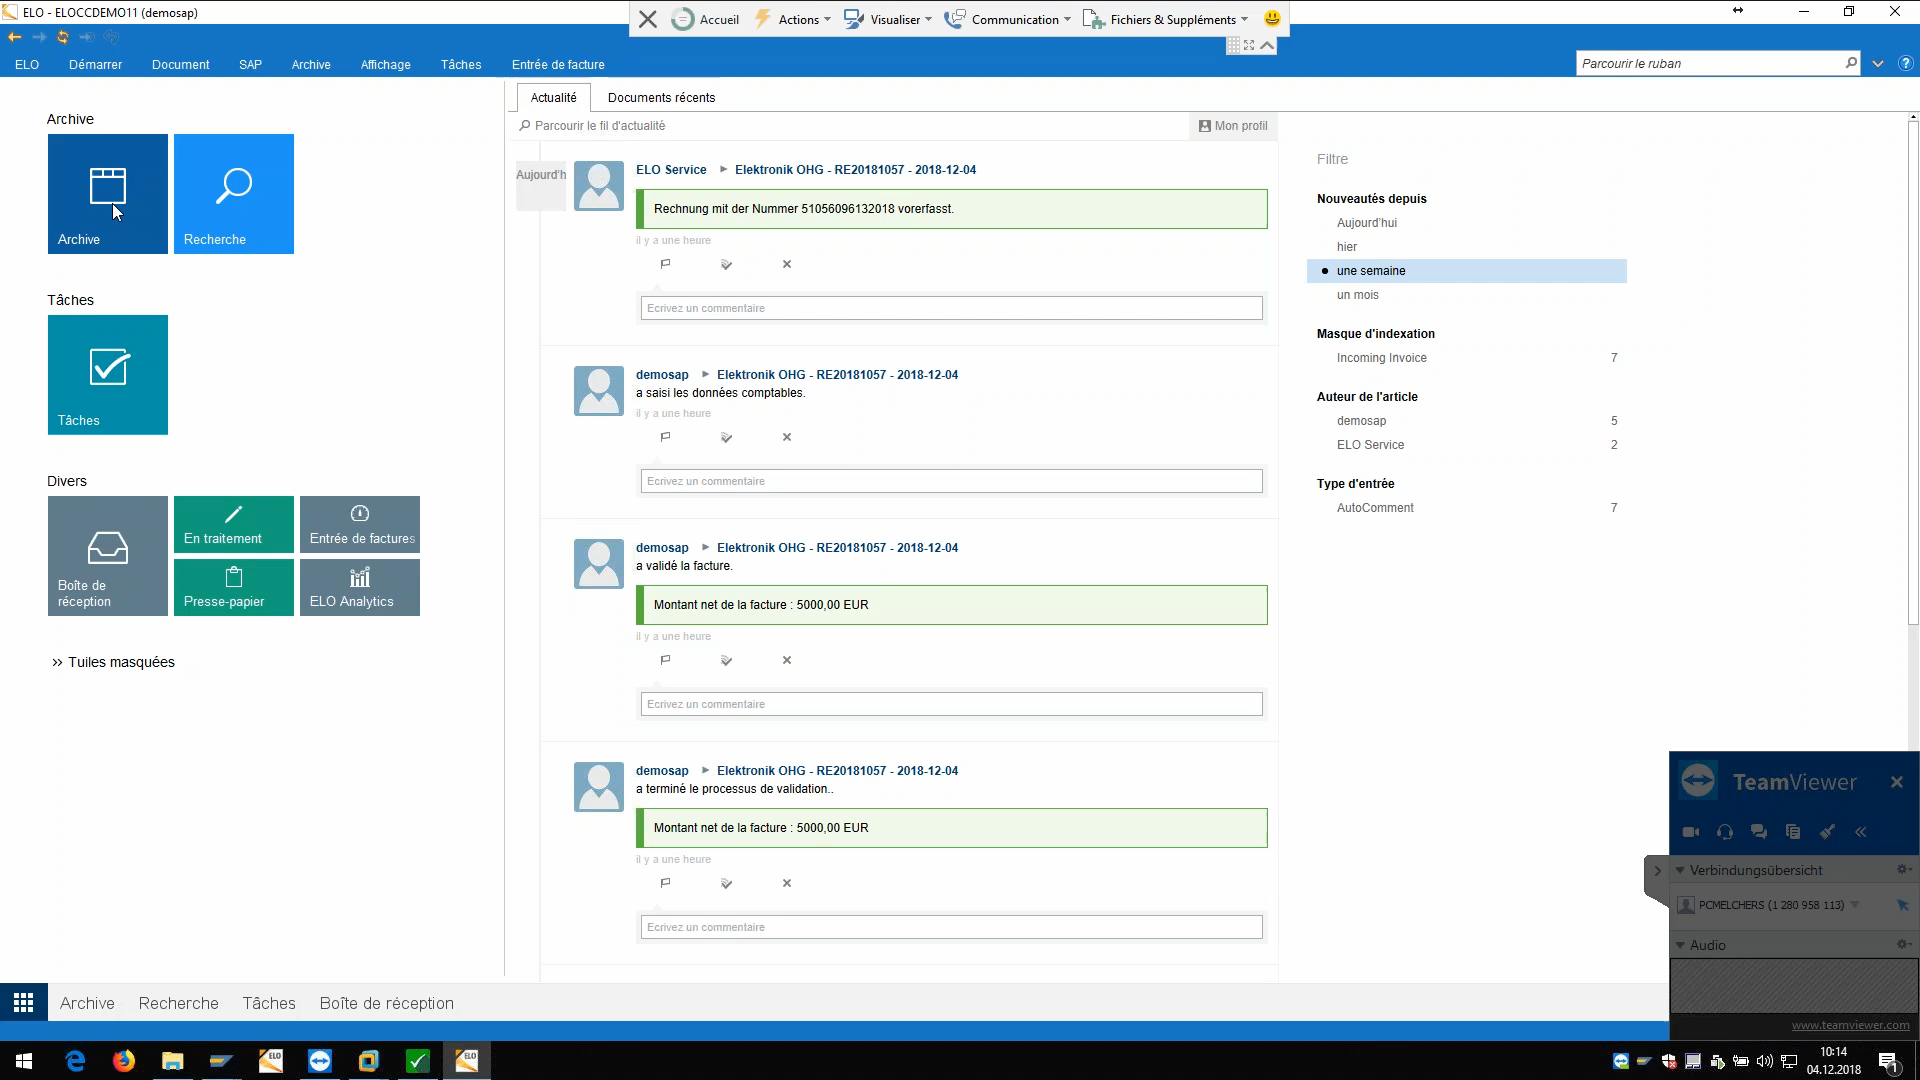 ELO - ELOCCDEMO11 (demosap)
Accueil
Actions
Visualiser
Communication
Fichiers & Suppléments
ELO
Démarrer
Document
SAP
Archive
Affichage
Tâches
Entrée de facture
Parcourir le ruban
Archive
Archive
Recherche
Tâches
Tâches
Divers
Boîte de
réception
En traitement
Entrée de factures
Presse-papier
ELO Analytics
>> Tuiles masquées
Actualité
Documents récents
Parcourir le fil d'actualité
Mon profil
Aujourd'h
ELO Service
Elektronik OHG - RE20181057 - 2018-12-04
Rechnung mit der Nummer 51056096132018 vorerfasst.
il y a une heure
Ecrivez un commentaire
demosap
Elektronik OHG - RE20181057 - 2018-12-04
a saisi les données comptables.
il y a une heure
Ecrivez un commentaire
demosap
Elektronik OHG - RE20181057 - 2018-12-04
a validé la facture.
Montant net de la facture : 5000,00 EUR
il y a une heure
Ecrivez un commentaire
demosap
Elektronik OHG - RE20181057 - 2018-12-04
a terminé le processus de validation..
Montant net de la facture : 5000,00 EUR
il y a une heure
Ecrivez un commentaire
Filtre
Nouveautés depuis
Aujourd'hui
hier
une semaine
un mois
Masque d'indexation
Incoming Invoice 7
Auteur de l'article
demosap 5
ELO Service 2
Type d'entrée
AutoComment 7
TeamViewer
Verbindungsübersicht
PCMELCHERS (1 280 958 113)
Audio
www.teamviewer.com
Archive
Recherche
Tâches
Boîte de réception
ELO
ELO
10:14
04.12.2018
1